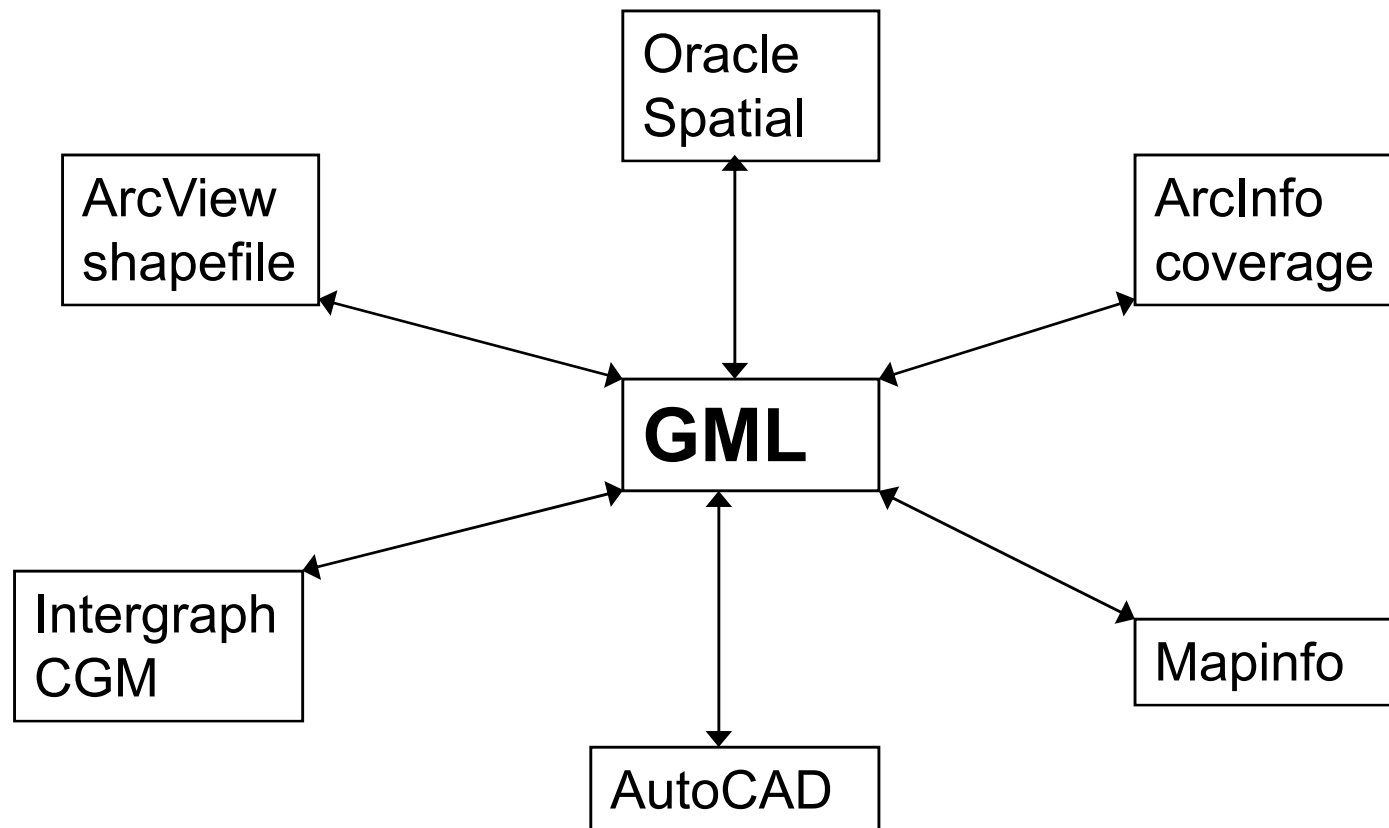 Oracle
Spatial
ArcView
shapefile
ArcInfo
coverage
GML
Intergraph
CGM
Mapinfo
AutoCAD